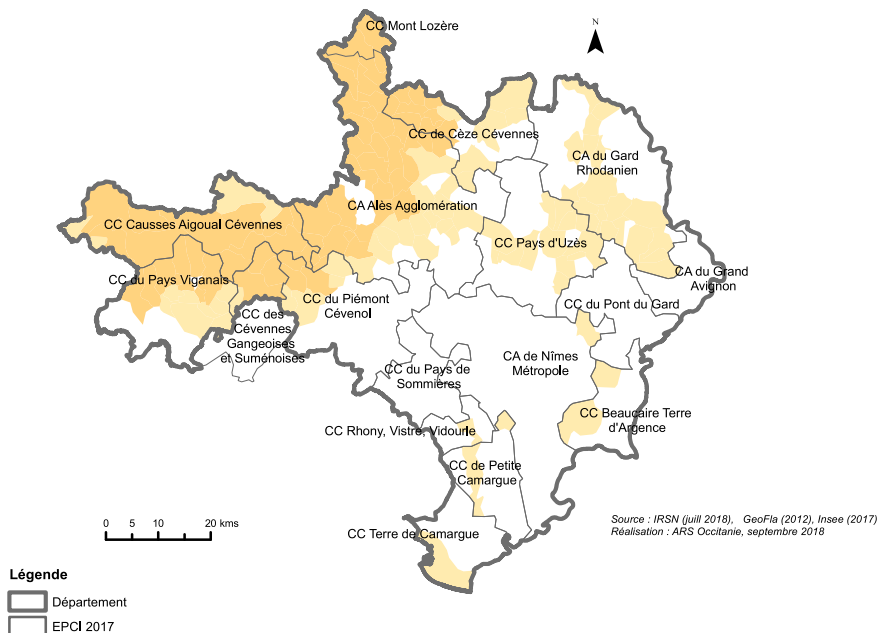 N
CC Mont Lozère
CC de Cèze Cévennes
CA du Gard
Rhodanien
CA Alès Agglomération
CC Causses Aigoual Cévennes
CC Pays d'Uzès
CA du Grand
Avignon
CC du Pays Viganais
CC du Piémont
Cévenol
CC du Pont du Gard
CC des
Cévennes
Gangeoises
et Suménoises
CA de Nîmes
Métropole
CC du Pays de
Sommières
CC Beaucaire Terre
d'Argence
CC Rhony, Vistre, Vidourle
CC de Petite
Camargue
CC Terre de Camargue
0 5 10 20 kms
Source : IRSN (juill 2018), GeoFla (2012), Insee (2017)
Réalisation : ARS Occitanie, septembre 2018
Légende
Département
EPCI 2017